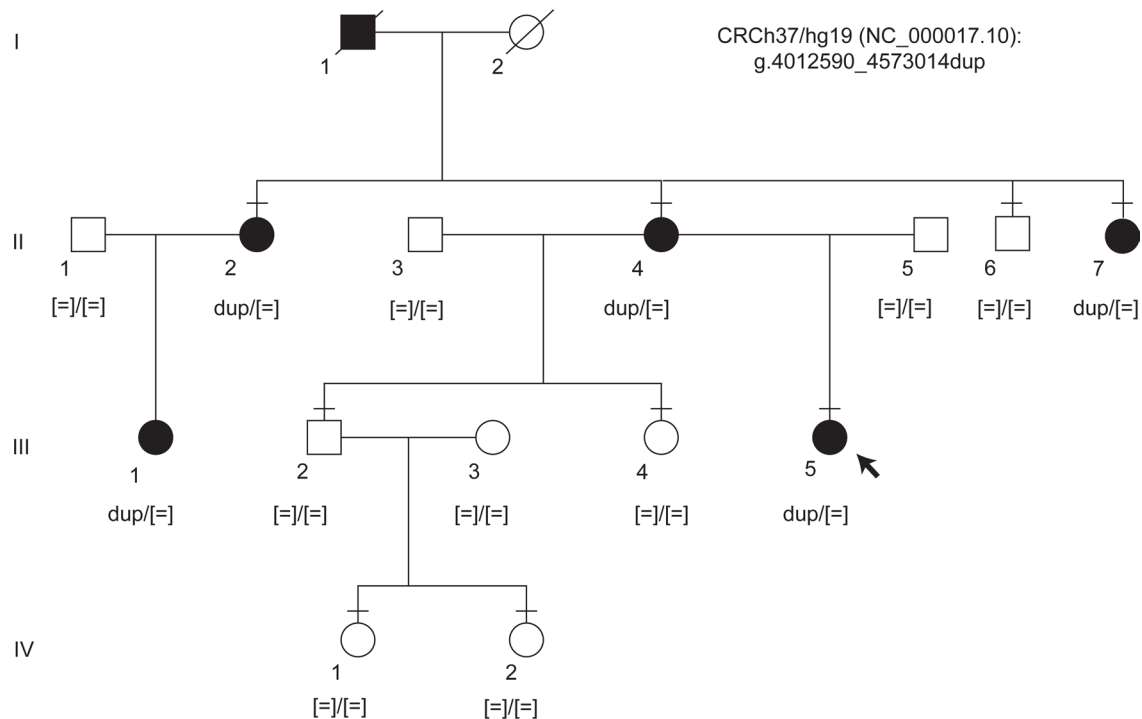 I
1
2
CRCh37/hg19 (NC_000017.10):
g.4012590_4573014dup
II
1
2
3
4
5
6
7
[=]/[=]
dup/[=]
[=]/[=]
dup/[=]
[=]/[=]
[=]/[=]
dup/[=]
III
1
2
3
4
5
dup/[=]
[=]/[=]
[=]/[=]
[=]/[=]
dup/[=]
IV
1
2
[=]/[=]
[=]/[=]